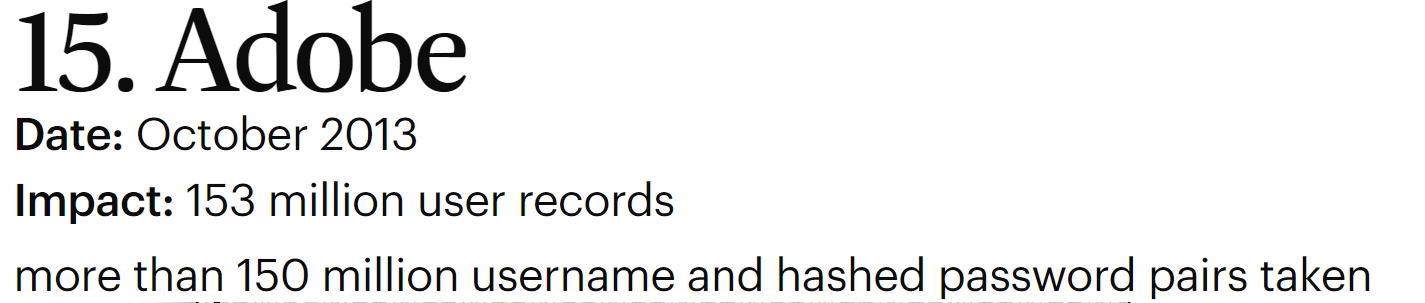 15. Adobe
Date: October 2013
Impact: 153 million user records
more than 150 million username and hashed password pairs taken